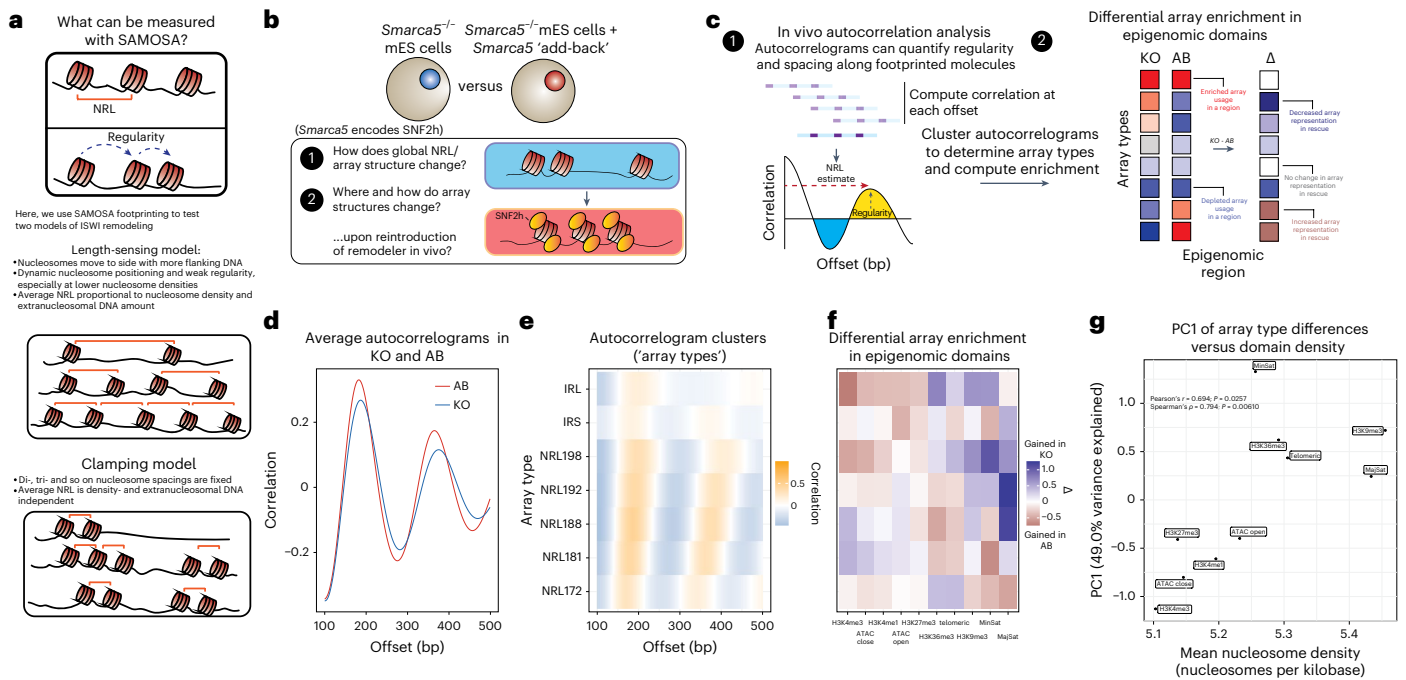 a
What can be measured
with SAMOSA?
NRL
Regularity
Here, we use SAMOSA footprinting to test
two models of ISWI remodeling
Length-sensing model:
•Nucleosomes move to side with more flanking DNA
•Dynamic nucleosome positioning and weak regularity,
especially at lower nucleosome densities
•Average NRL proportional to nucleosome density and
extranucleosomal DNA amount
Clamping model
•Di-, tri- and so on nucleosome spacings are fixed
•Average NRL is density- and extranucleosomal DNA
independent
b
Smarca5−/−
mES cells
Smarca5−/− mES cells +
Smarca5 ‘add-back’
versus
(Smarca5 encodes SNF2h)
1
How does global NRL/
array structure change?
2
Where and how do array
structures change?
...upon reintroduction
of remodeler in vivo?
SNF2h
c
1
In vivo autocorrelation analysis
Autocorrelograms can quantify regularity
and spacing along footprinted molecules
Compute correlation at
each offset
Correlation
NRL
estimate
Regularity
Offset (bp)
Cluster autocorrelograms
to determine array types
and compute enrichment
2
Differential array enrichment in
epigenomic domains
KO
AB
Δ
Array types
Enriched array
usage
in a region
KO - AB
Depleted array
usage
in a region
Decreased array
representation
in rescue
No change in array
representation
in rescue
Increased array
representation
in rescue
Epigenomic
region
d
Average autocorrelograms in
KO and AB
AB
KO
Correlation
0.2
0
−0.2
100
200
300
400
500
Offset (bp)
e
Autocorrelogram clusters
(‘array types’)
Array type
IRL
IRS
NRL198
NRL192
NRL188
NRL181
NRL172
100
200
300
400
500
Offset (bp)
0.5
0
Correlation
f
Differential array enrichment
in epigenomic domains
H3K4me3
ATAC
close
H3K4me1
ATAC
open
H3K27me3
H3K36me3
telomeric
H3K9me3
MinSat
MajSat
Gained in
KO
1.0
0.5
0
−0.5
Δ
Gained in
AB
g
PC1 of array type differences
versus domain density
PC1 (49.0% variance explained)
1.0
0.5
0
−0.5
−1.0
Pearson's r = 0.694; P = 0.0257
Spearman's ρ = 0.794; P = 0.00610
MinSat
H3K9me3
H3K36me3
Telomeric
MajSat
H3K27me3
ATAC open
H3K4me1
ATAC close
H3K4me3
5.1
5.2
5.3
5.4
Mean nucleosome density
(nucleosomes per kilobase)